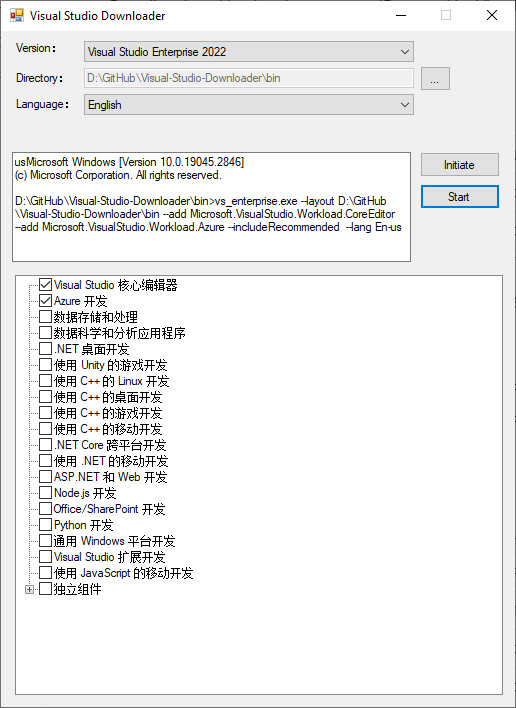 Visual Studio Downloader
Version: Visual Studio Enterprise 2022
Directory: D:\GitHub\Visual-Studio-Downloader\bin ...
Language: English
usMicrosoft Windows [Version 10.0.19045.2846]
(c) Microsoft Corporation. All rights reserved.
D:\GitHub\Visual-Studio-Downloader\bin>vs_enterprise.exe --layout D:\GitHub
\Visual-Studio-Downloader\bin --add Microsoft.VisualStudio.Workload.CoreEditor
--add Microsoft.VisualStudio.Workload.Azure --includeRecommended --lang En-us
Initiate
Start
Visual Studio 核心编辑器
Azure 开发
数据存储和处理
数据科学和分析应用程序
.NET 桌面开发
使用 Unity 的游戏开发
使用 C++ 的 Linux 开发
使用 C++ 的桌面开发
使用 C++ 的游戏开发
使用 C++ 的移动开发
.NET Core 跨平台开发
使用 .NET 的移动开发
ASP.NET 和 Web 开发
Node.js 开发
Office/SharePoint 开发
Python 开发
通用 Windows 平台开发
Visual Studio 扩展开发
使用 JavaScript 的移动开发
独立组件